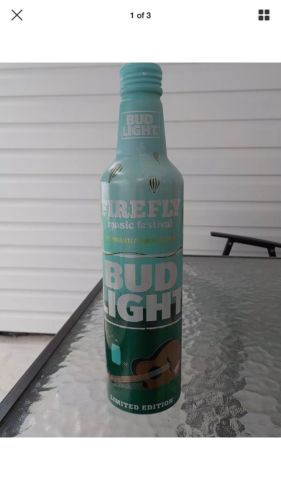 1 of 3
BUD
LIGHT.
FIREFLY
music festival
BUD
LIGHT
LIMITED EDITION